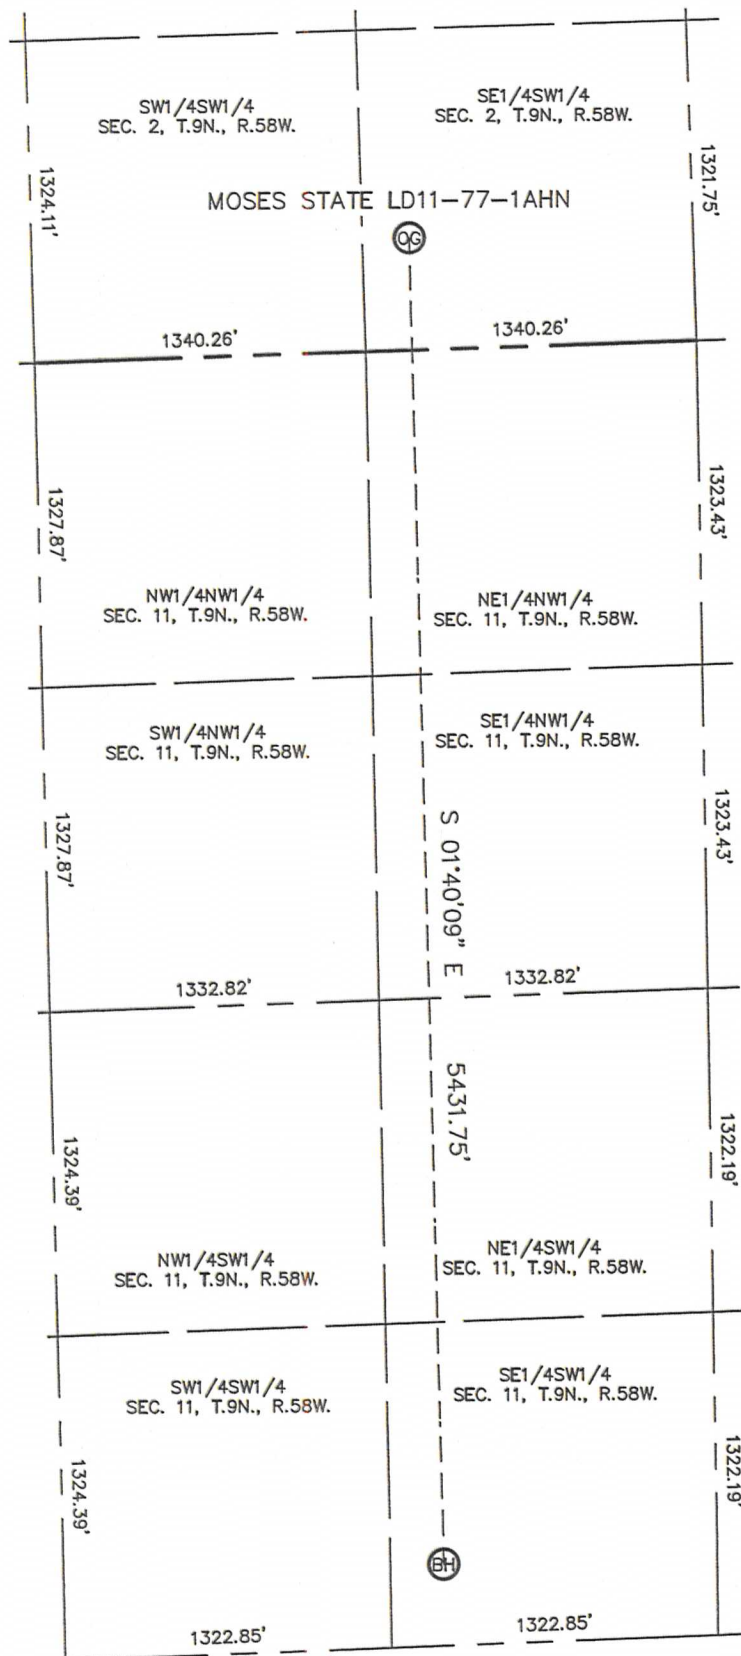 SW1/4SW1/4
SEC. 2, T.9N., R.58W.
SE1/4SW1/4
SEC. 2, T.9N., R.58W.
1324.11'
1321.75'
MOSES STATE LD11-77-1AHN
OG
1340.26'
1340.26'
1327.87'
1323.43'
NW1/4NW1/4
SEC. 11, T.9N., R.58W.
NE1/4NW1/4
SEC. 11, T.9N., R.58W.
SW1/4NW1/4
SEC. 11, T.9N., R.58W.
SE1/4NW1/4
SEC. 11, T.9N., R.58W.
1327.87'
S 01°40'09" E
1323.43'
1332.82'
1332.82'
1324.39'
5431.75'
1322.19'
NW1/4SW1/4
SEC. 11, T.9N., R.58W.
NE1/4SW1/4
SEC. 11, T.9N., R.58W.
SW1/4SW1/4
SEC. 11, T.9N., R.58W.
SE1/4SW1/4
SEC. 11, T.9N., R.58W.
1324.39'
1322.19'
BH
1322.85'
1322.85'